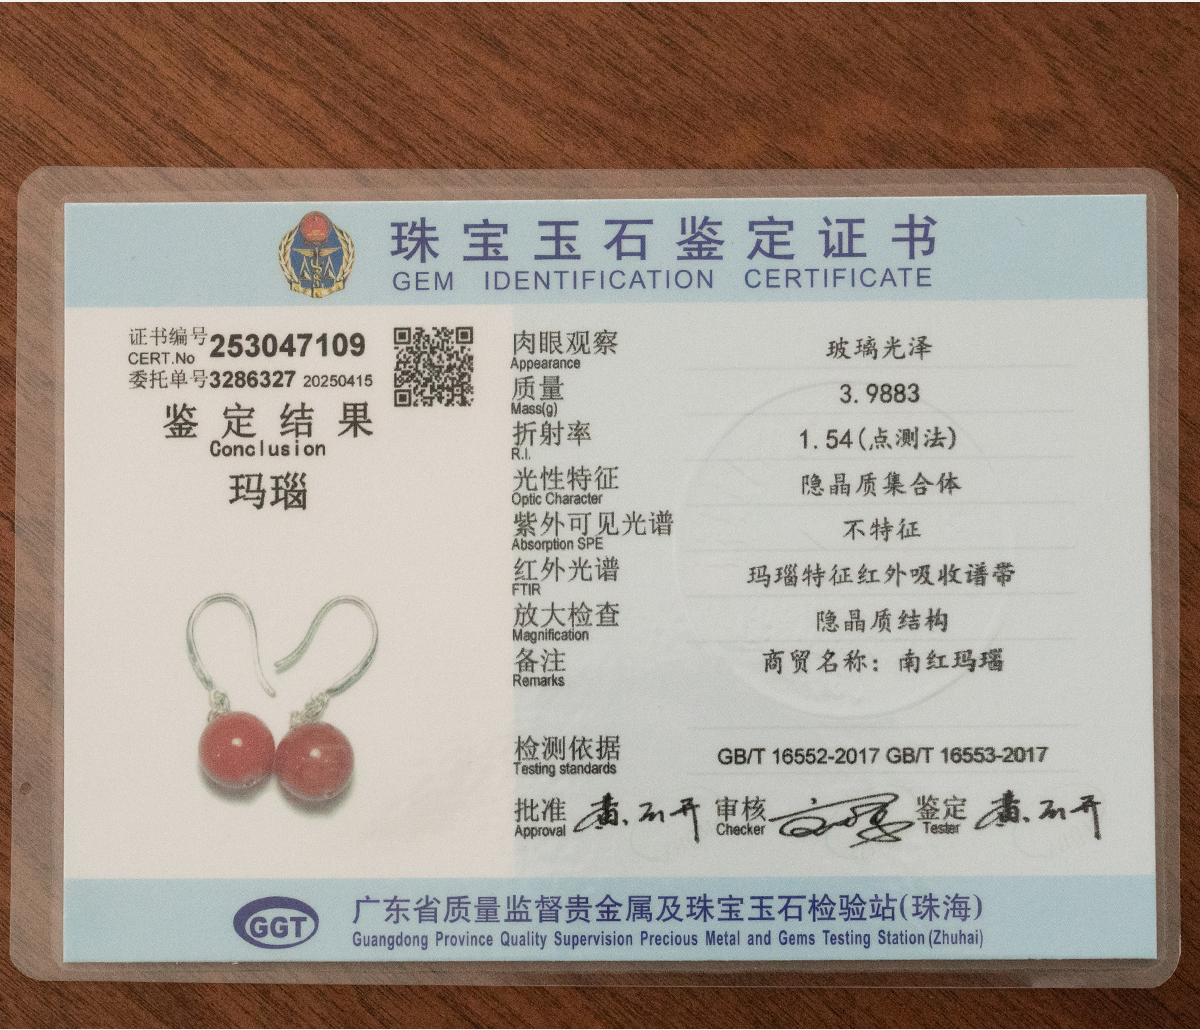 珠宝玉石鉴定证书
GEM IDENTIFICATION CERTIFICATE
证书编号 253047109
CERT.No
委托单号3286327 20250415
鉴定结果
Conclusion
玛瑙
肉眼观察 玻璃光泽
Appearance
质量 3.9883
Mass(g)
折射率 1.54(点测法)
R.I.
光性特征 隐晶质集合体
Optic Character
紫外可见光谱 不特征
Absorption SPE
红外光谱 玛瑙特征红外吸收谱带
FTIR
放大检查 隐晶质结构
Magnification
备注 商贸名称：南红玛瑙
Remarks
检测依据 GB/T 16552-2017 GB/T 16553-2017
Testing standards
批准 审核 鉴定
Approval Checker Tester
GGT
广东省质量监督贵金属及珠宝玉石检验站(珠海)
Guangdong Province Quality Supervision Precious Metal and Gems Testing Station(Zhuhai)